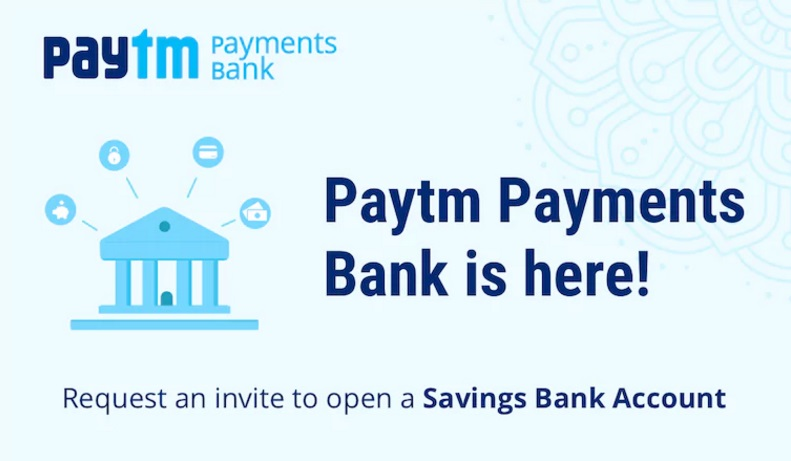 paytm Payments
Bank
Paytm Payments
Bank is here!
Request an invite to open a Savings Bank Account